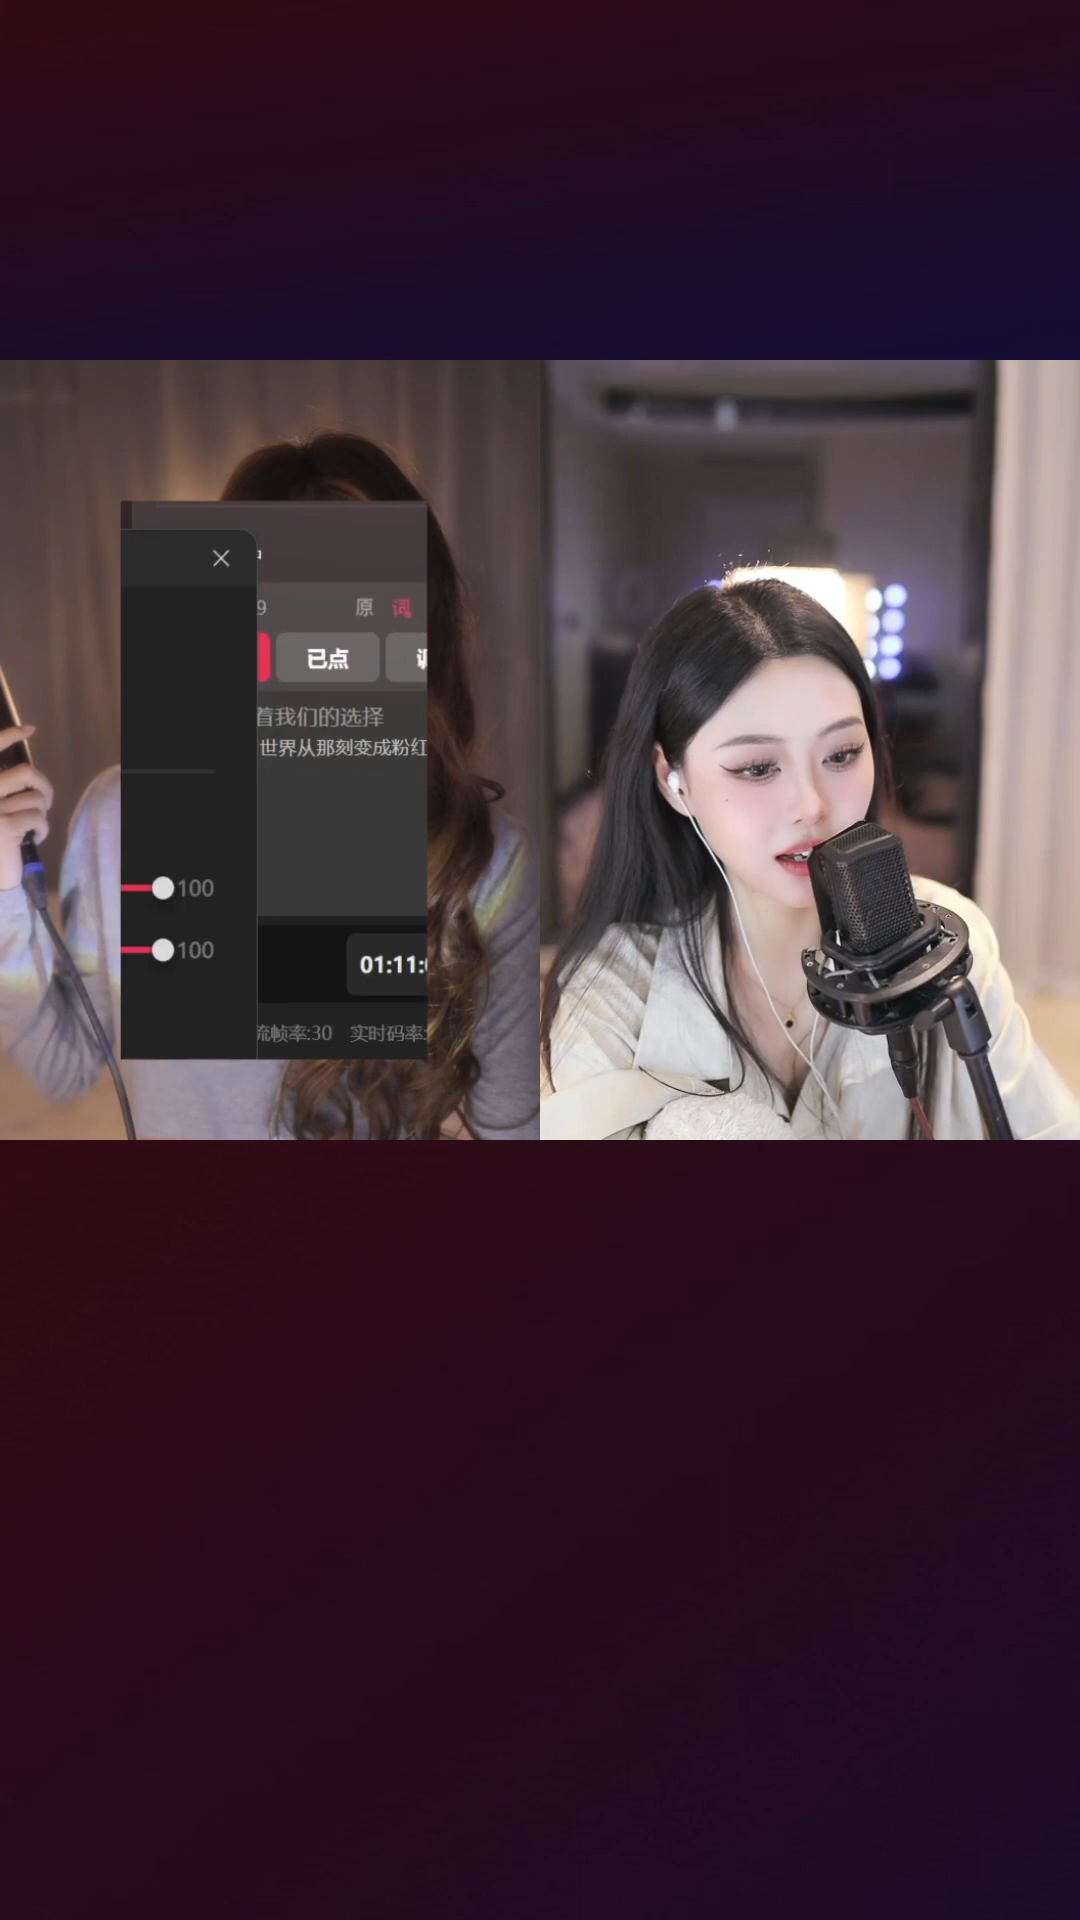 9 原 词
已点
着我们的选择
世界从那刻变成粉红
100
100
01:11:
流帧率:30 实时码率: